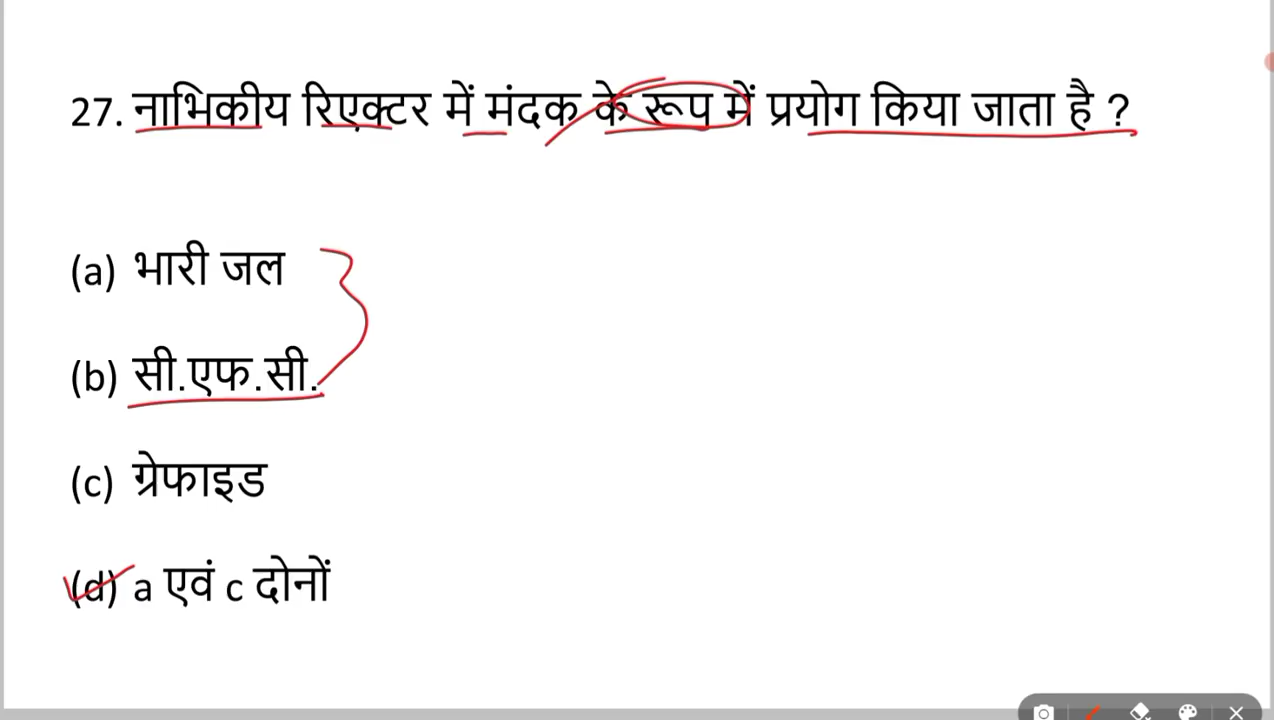 27. नाभिकीय रिएक्टर में मंदक के रूप में प्रयोग किया जाता है ?
(a) भारी जल
(b) सी.एफ.सी.
(c) ग्रेफाइड
(d) a एवं c दोनों